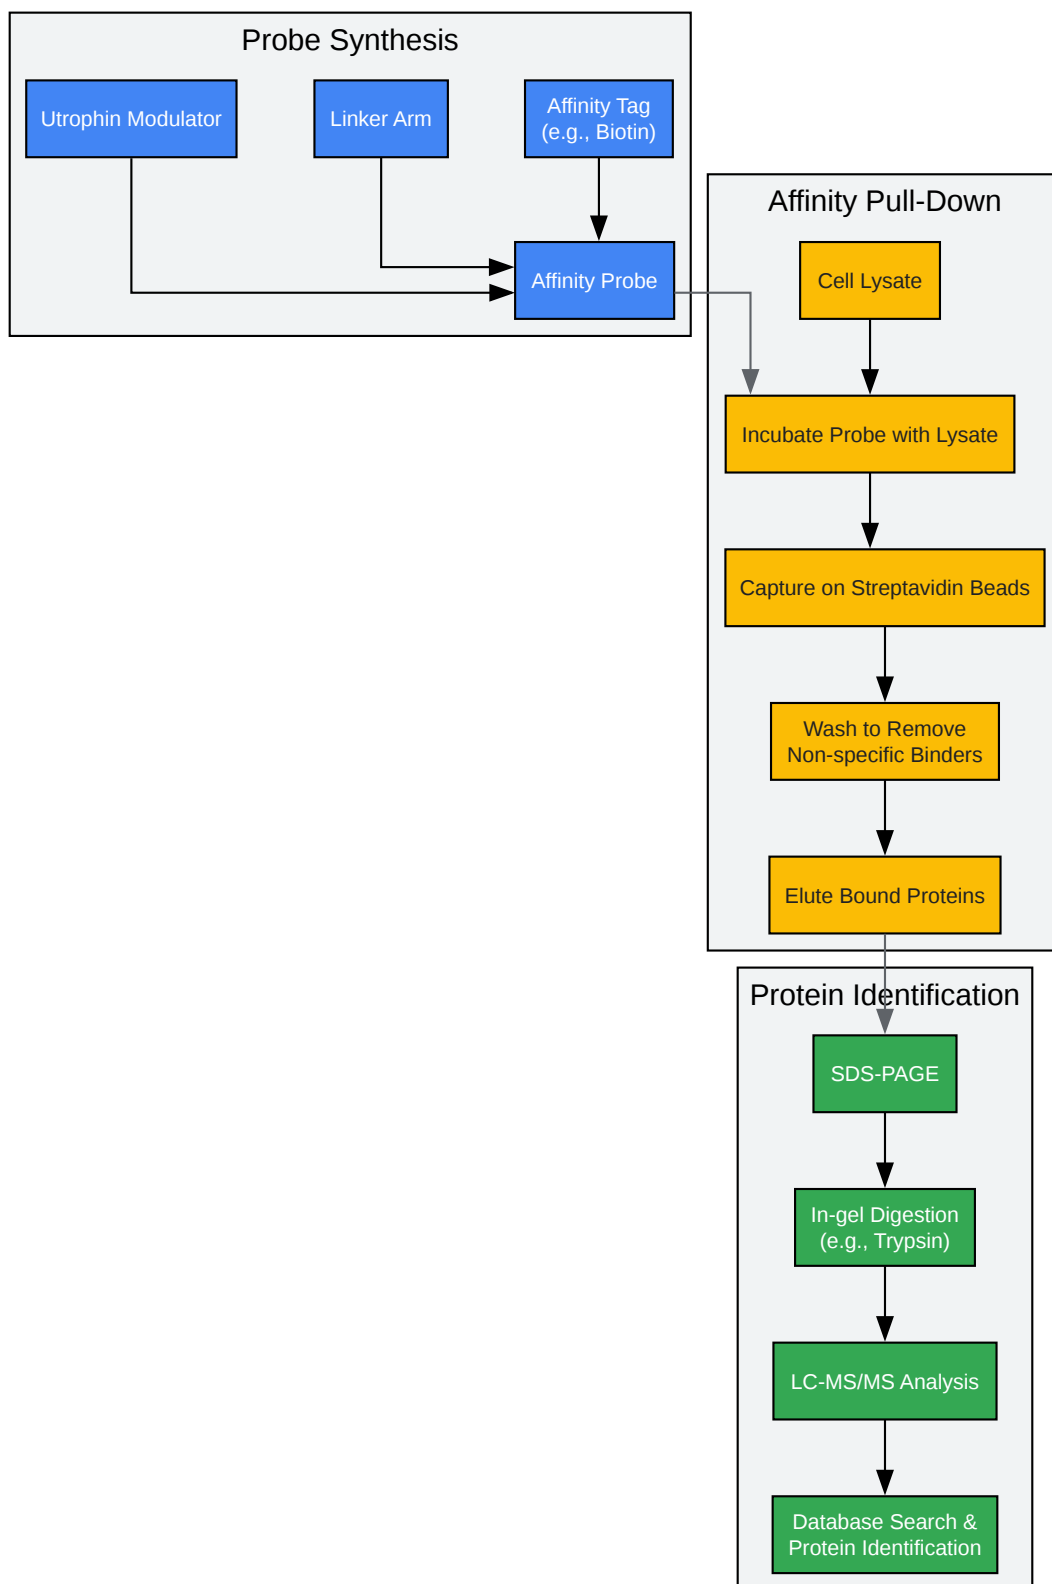 Probe Synthesis
Utrophin Modulator
Linker Arm
Affinity Tag
(e.g., Biotin)
Affinity Probe
Affinity Pull-Down
Cell Lysate
Incubate Probe with Lysate
Capture on Streptavidin Beads
Wash to Remove
Non-specific Binders
Elute Bound Proteins
Protein Identification
SDS-PAGE
In-gel Digestion
(e.g., Trypsin)
LC-MS/MS Analysis
Database Search &
Protein Identification